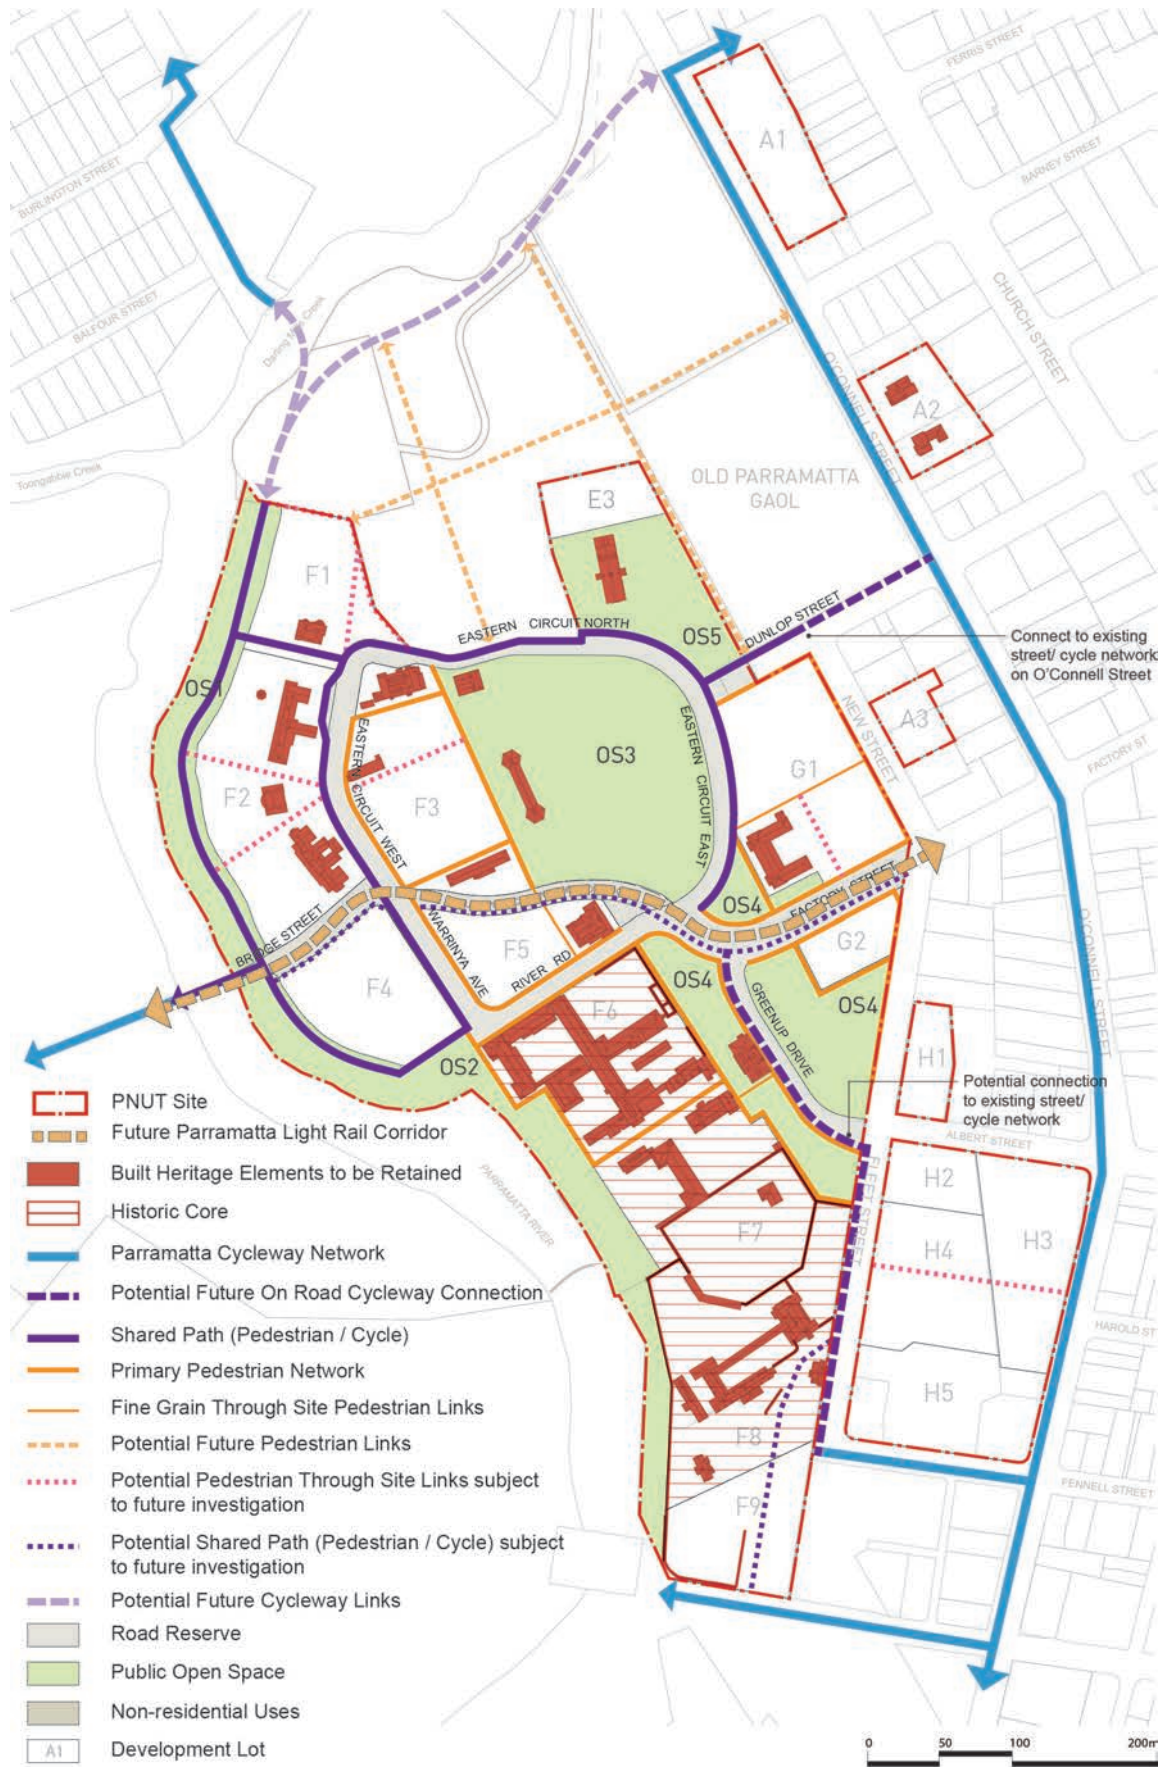 FERRIS STREET
A1
BARNEY STREET
BURLINGTON STREET
CHURCH STREET
BALFOUR STREET
Darling Mills Creek
O'CONNELL STREET
A2
Toongabbie Creek
OLD PARRAMATTA
GAOL
E3
F1
EASTERN CIRCUIT NORTH
OS5
DUNLOP STREET
Connect to existing
street/ cycle network
on O'Connell Street
OS1
A3
NEW STREET
FACTORY ST
EASTERN CIRCUIT WEST
OS3
EASTERN CIRCUIT EAST
G1
F2
F3
OS4
FACTORY STREET
BRIDGE STREET
WARRINYA AVE
F5
RIVER RD
G2
F4
OS4
OS4
GREENUP DRIVE
O'CONNELL STREET
F6
OS2
H1
Potential connection
to existing street/
cycle network
ALBERT STREET
PARRAMATTA RIVER
FLEET STREET
H2
F7
H4
H3
HAROLD ST
H5
F8
FENNELL STREET
F9
PNUT Site
Future Parramatta Light Rail Corridor
Built Heritage Elements to be Retained
Historic Core
Parramatta Cycleway Network
Potential Future On Road Cycleway Connection
Shared Path (Pedestrian / Cycle)
Primary Pedestrian Network
Fine Grain Through Site Pedestrian Links
Potential Future Pedestrian Links
Potential Pedestrian Through Site Links subject
to future investigation
Potential Shared Path (Pedestrian / Cycle) subject
to future investigation
Potential Future Cycleway Links
Road Reserve
Public Open Space
Non-residential Uses
A1 Development Lot
0 50 100 200m